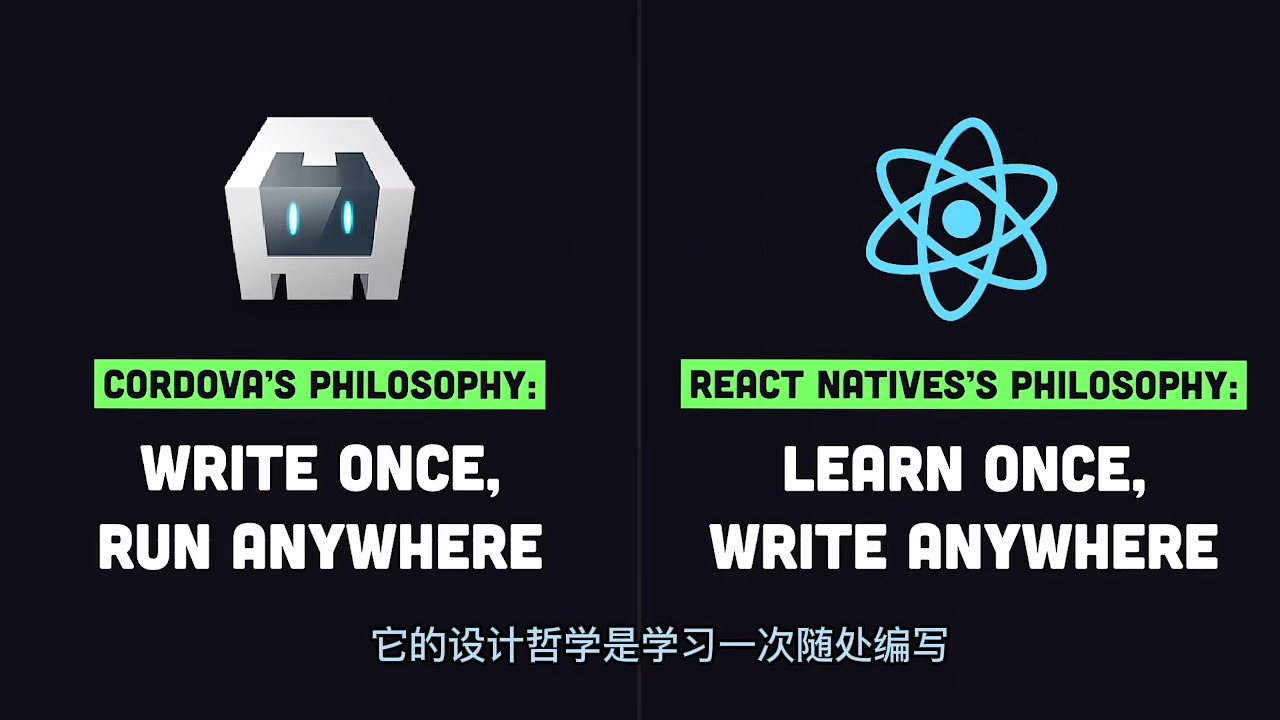 CORDOVA'S PHILOSOPHY:
WRITE ONCE,
RUN ANYWHERE
REACT NATIVES'S PHILOSOPHY:
LEARN ONCE,
WRITE ANYWHERE
它的设计哲学是学习一次随处编写